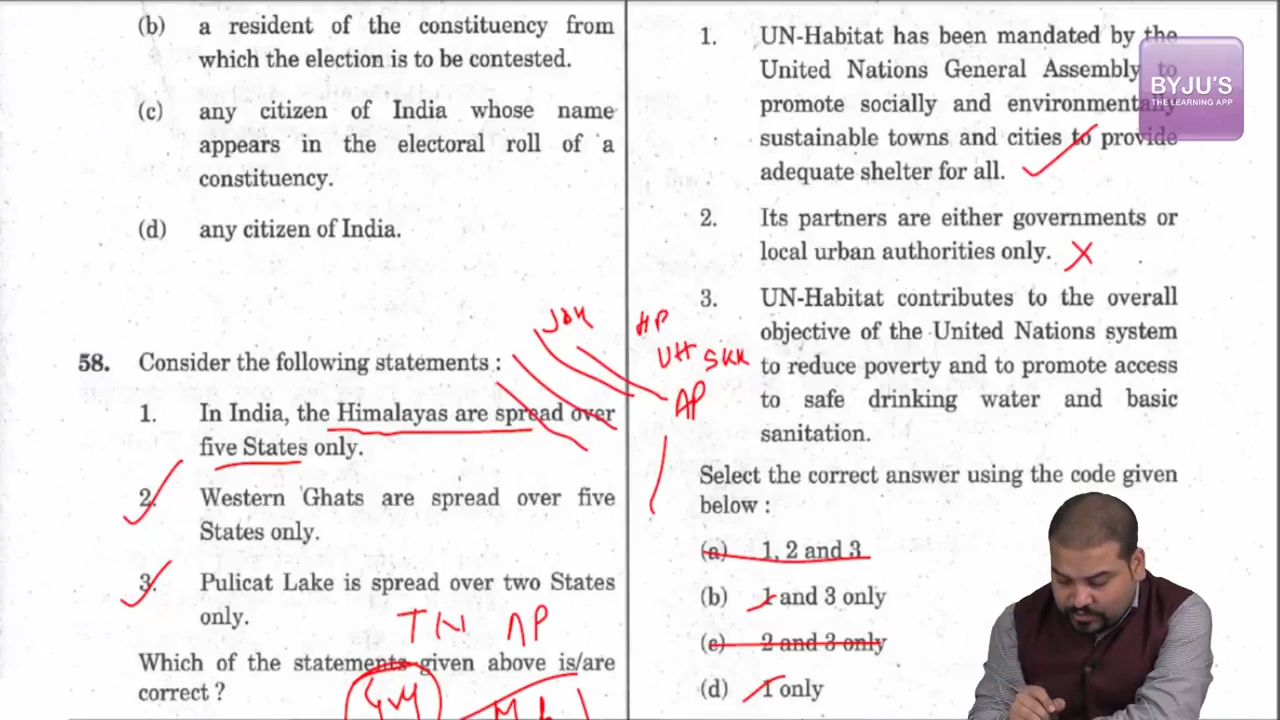 (b) a resident of the constituency from
which the election is to be contested.
(c) any citizen of India whose name
appears in the electoral roll of a
constituency.
(d) any citizen of India.
58. Consider the following statements :
1. In India, the Himalayas are spread over
five States only.
2. Western Ghats are spread over five
States only.
3. Pulicat Lake is spread over two States
only.
TN AP
Which of the statements given above is/are
correct ?
Guj
1. UN-Habitat has been mandated by the
United Nations General Assembly to
promote socially and environmentally
sustainable towns and cities to provide
adequate shelter for all.
2. Its partners are either governments or
local urban authorities only.
3. UN-Habitat contributes to the overall
objective of the United Nations system
to reduce poverty and to promote access
to safe drinking water and basic
sanitation.
J&K HP
UH SKK
AP
Select the correct answer using the code given
below :
(a) 1, 2 and 3
(b) 1 and 3 only
(c) 2 and 3 only
(d) 1 only
BYJU'S
THE LEARNING APP